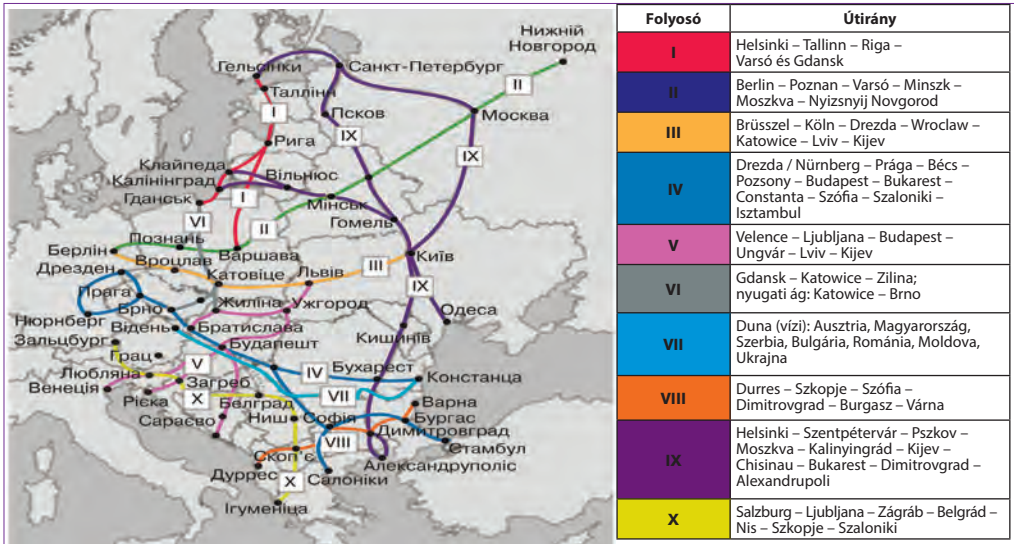 Нижній
Новгород
Гельсінки
Санкт-Петербург
II
Таллінн
I
Псков
Москва
IX
IX
Рига
Клайпеда
Калінінград
Вільнюс
Гданськ
I
Мінськ
VI
Гомель
II
Познань
Берлін
Варшава
Київ
Дрезден
Вроцлав
Львів
III
Катовіце
Прага
Жиліна
Ужгород
IX
Брно
Одеса
Нюрнберг
Відень
Братислава
Зальцбург
Будапешт
Кишинів
Грац
V
Любляна
IV
Бухарест
Загреб
Констанца
Венеція
X
VII
Рієка
Белград
Варна
Сараєво
Ниш
Софія
Бургас
VIII
Димитровград
Скоп'є
Стамбул
Дуррес
Александруполіс
X
Салоніки
Ігуменіца
Folyosó
Útirány
I
Helsinki – Tallinn – Riga –
Varsó és Gdansk
II
Berlin – Poznan – Varsó – Minszk –
Moszkva – Nyizsnyij Novgorod
III
Brüsszel – Köln – Drezda – Wroclaw –
Katowice – Lviv – Kijev
IV
Drezda / Nürnberg – Prága – Bécs –
Pozsony – Budapest – Bukarest –
Constanta – Szófia – Szaloniki –
Isztambul
V
Velence – Ljubljana – Budapest –
Ungvár – Lviv – Kijev
VI
Gdansk – Katowice – Zilina;
nyugati ág: Katowice – Brno
VII
Duna (vízi): Ausztria, Magyarország,
Szerbia, Bulgária, Románia, Moldova,
Ukrajna
VIII
Durres – Szkopje – Szófia –
Dimitrovgrad – Burgasz – Várna
IX
Helsinki – Szentpétervár – Pszkov –
Moszkva – Kalinyingrád – Kijev –
Chisinau – Bukarest – Dimitrovgrad –
Alexandrupoli
X
Salzburg – Ljubljana – Zágráb – Belgrád –
Nis – Szkopje – Szaloniki